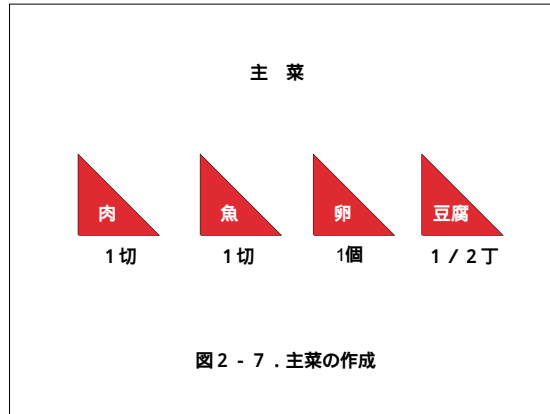 主　菜
肉　魚　卵　豆腐
１切　１切　1個　１／２丁
図２‐７．主菜の作成